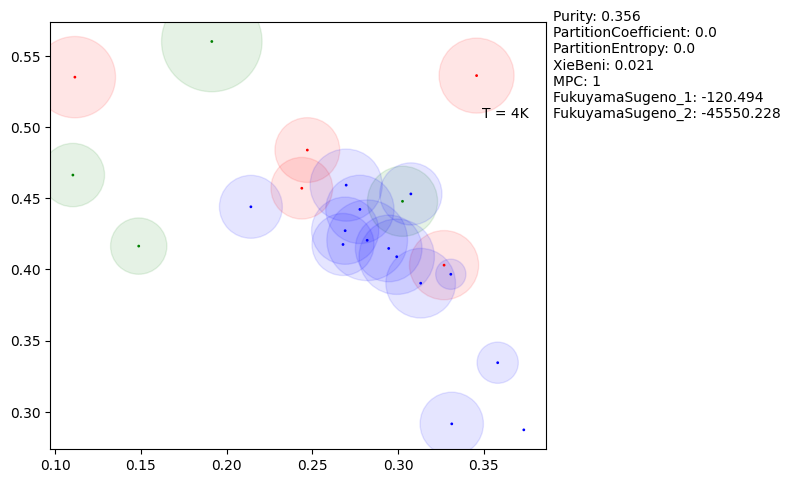 Purity: 0.356
PartitionCoefficient: 0.0
PartitionEntropy: 0.0
XieBeni: 0.021
MPC: 1
FukuyamaSugeno_1: -120.494
FukuyamaSugeno_2: -45550.228
T = 4K
0.55
0.50
0.45
0.40
0.35
0.30
0.10 0.15 0.20 0.25 0.30 0.35